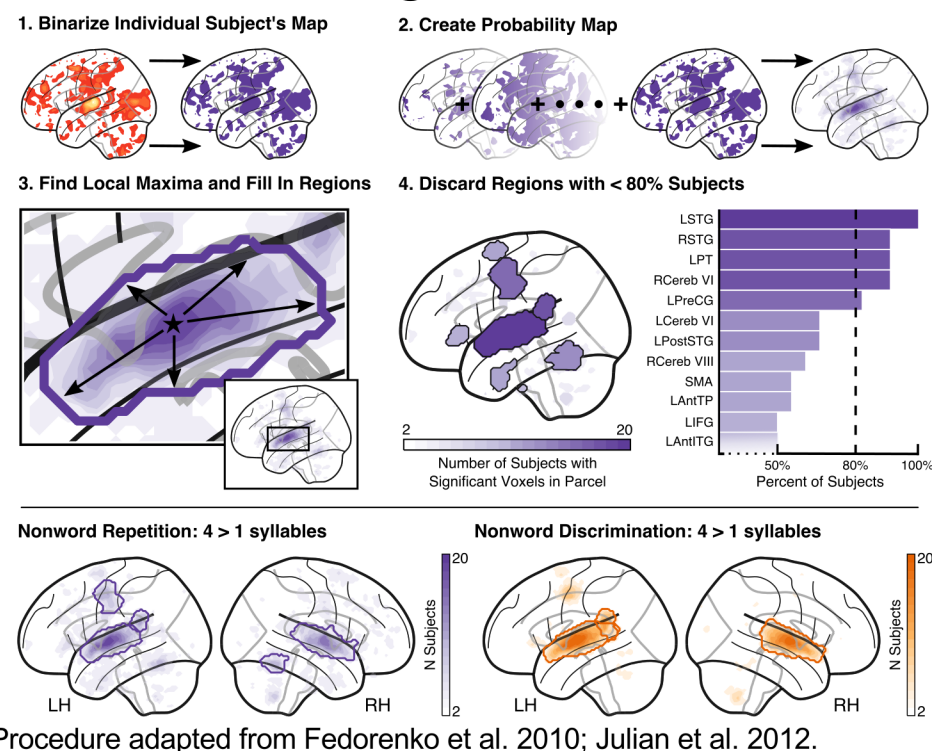 1. Binarize Individual Subject's Map
2. Create Probability Map
+ + • • • +
3. Find Local Maxima and Fill In Regions
4. Discard Regions with < 80% Subjects
LSTG
RSTG
LPT
RCereb VI
LPreCG
LCereb VI
LPostSTG
RCereb VIII
SMA
LAntTP
LIFG
LAntITG
50% 80% 100%
Percent of Subjects
2 20
Number of Subjects with
Significant Voxels in Parcel
Nonword Repetition: 4 > 1 syllables
20
N Subjects
2
LH RH
Nonword Discrimination: 4 > 1 syllables
20
N Subjects
2
LH RH
Procedure adapted from Fedorenko et al. 2010; Julian et al. 2012.